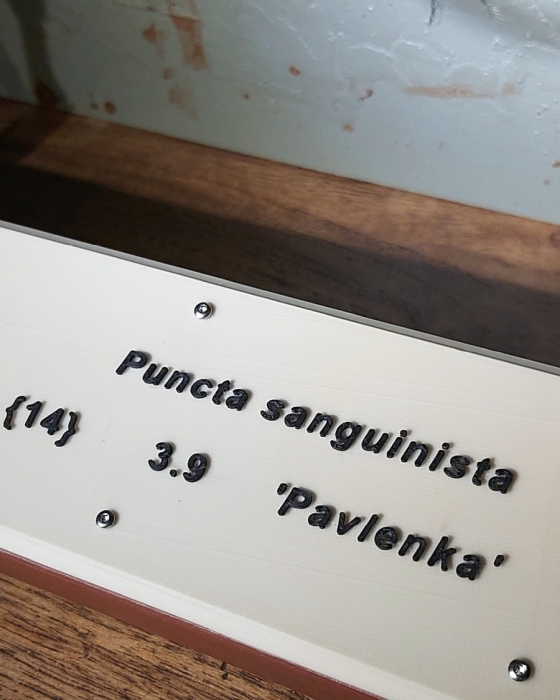 Puncta sanguinista
{14} 3.9 'Pavlenka'